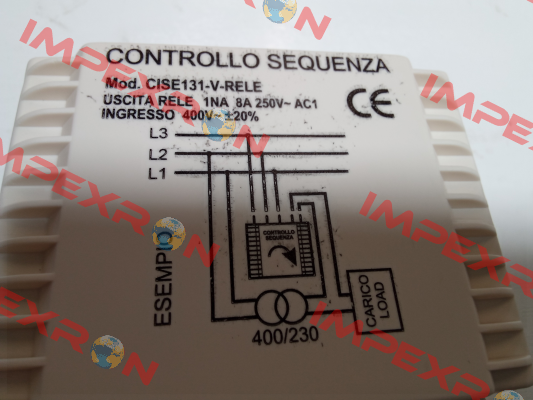 CONTROLLO SEQUENZA
Mod. CISE131-V-RELE
USCITA RELE 1NA 8A 250V~ AC1
INGRESSO 400V~ ±20%
CE
L3
L2
L1
CONTROLLO
SEQUENZA
ESEMPIO
CARICO
LOAD
400/230
IMPEXRON
IMPEXRON
IMPEXRON
IMPEXRON
IMPEXRON